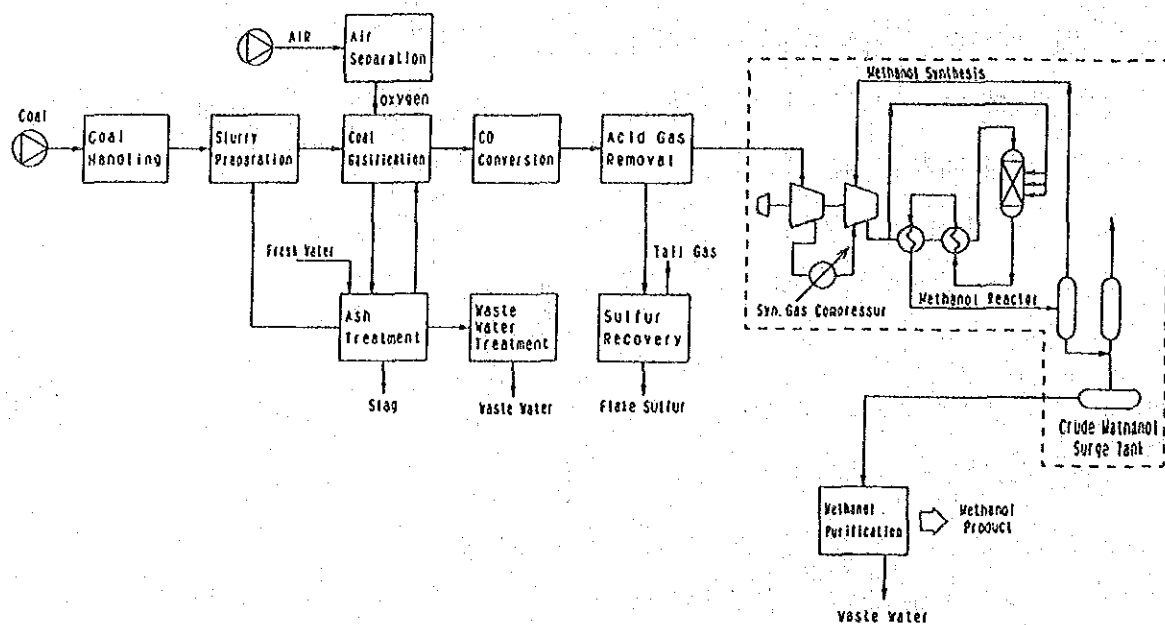 AIR
Air
Separation
Oxygen
Methanol Synthesis
Coal
Coal
Handling
Slurry
Preparation
Coal
Gasification
CO
Conversion
Acid Gas
Removal
Fresh Water
Tail Gas
Ash
Treatment
Waste
Water
Treatment
Sulfur
Recovery
Methanol Reactor
Syn. Gas Compressur
Slag
Waste Water
Flake Sulfur
Crude Mathanol
Surge Tank
Methanol
Purification
Methanol
Product
Waste Water